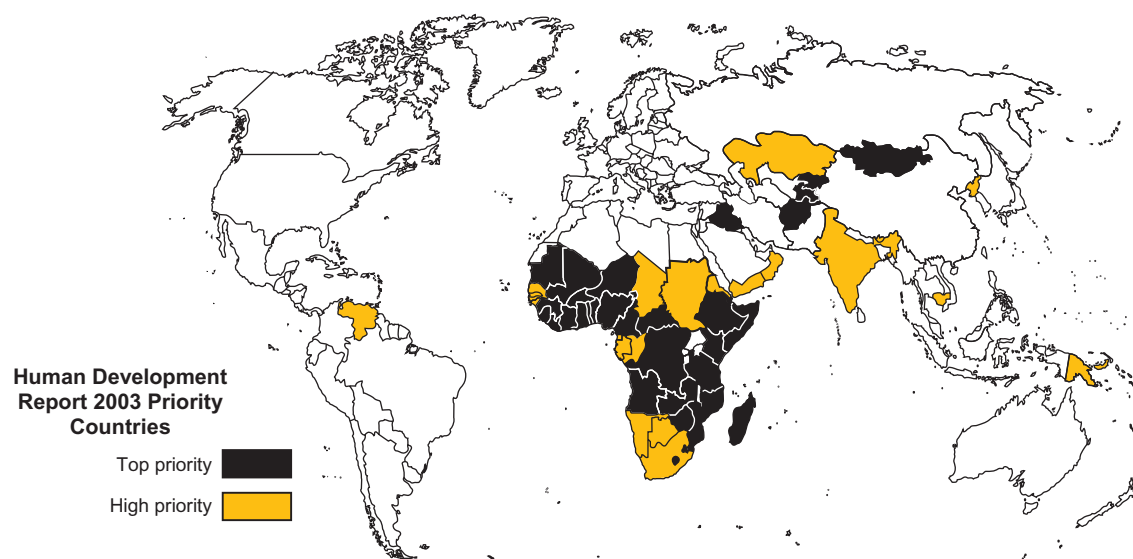 Human Development
Report 2003 Priority
Countries
Top priority
High priority